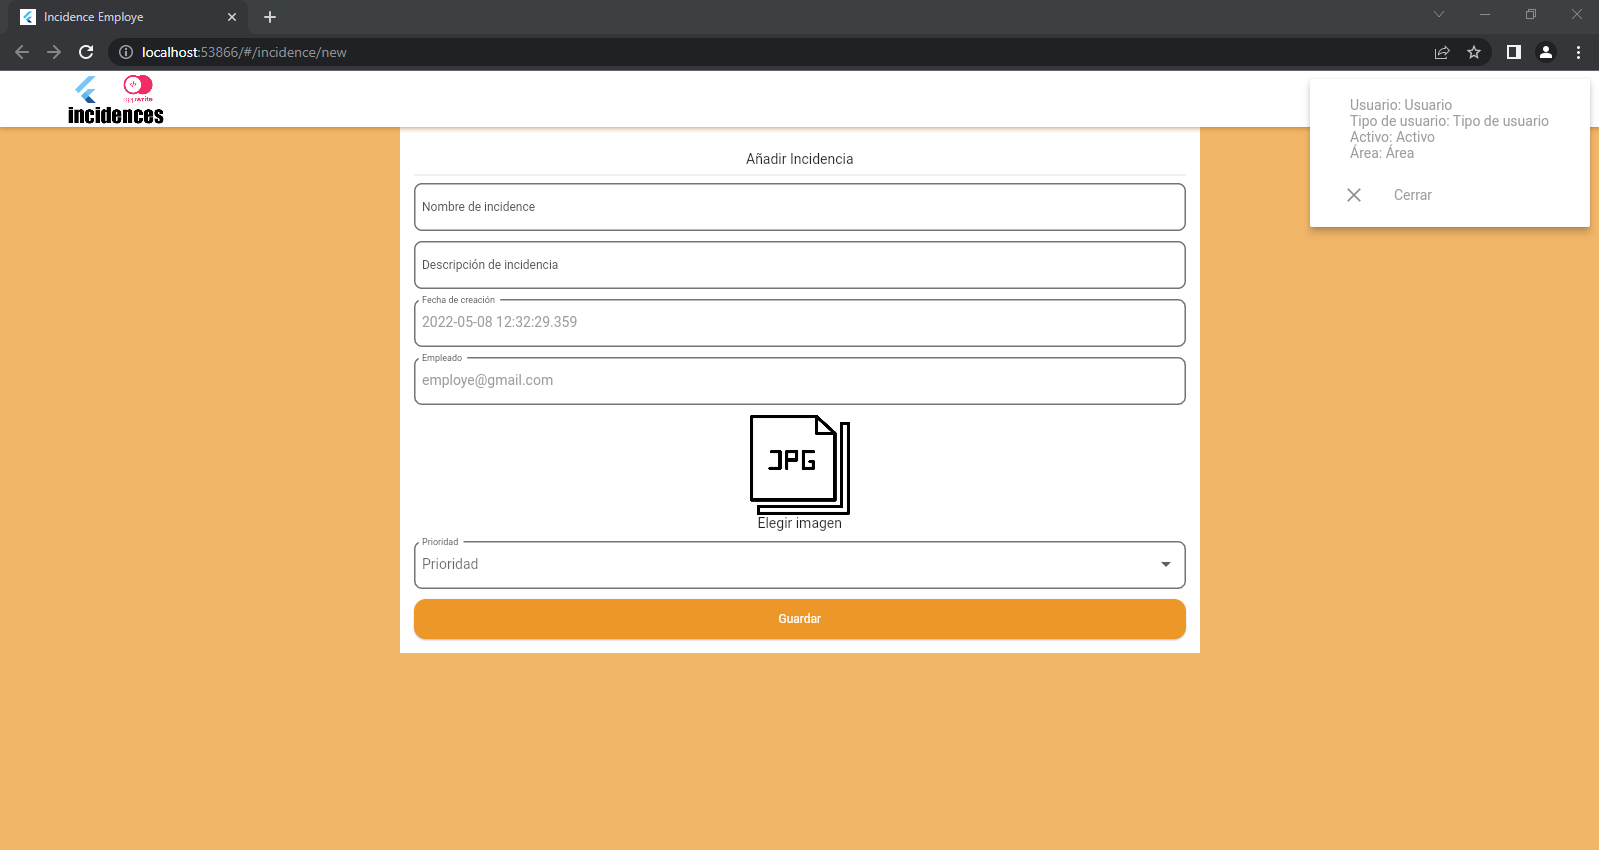 Incidence Employe
localhost:53866/#/incidence/new
appwrite
incidences
Usuario: Usuario
Tipo de usuario: Tipo de usuario
Activo: Activo
Área: Área
Cerrar
Añadir Incidencia
Nombre de incidence
Descripción de incidencia
Fecha de creación
2022-05-08 12:32:29.359
Empleado
employe@gmail.com
JPG
Elegir imagen
Prioridad
Prioridad
Guardar